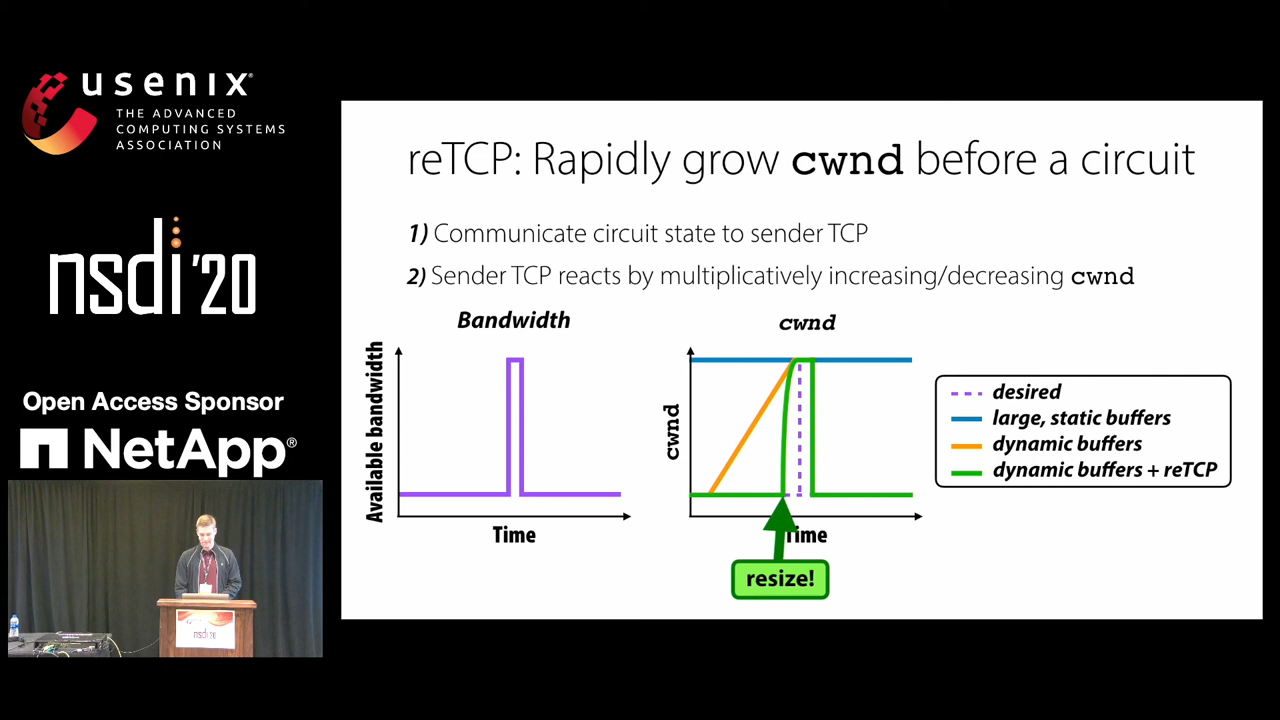 usenix®
THE ADVANCED
COMPUTING SYSTEMS
ASSOCIATION
nsdi '20
Open Access Sponsor
NetApp®
reTCP: Rapidly grow cwnd before a circuit
1) Communicate circuit state to sender TCP
2) Sender TCP reacts by multiplicatively increasing/decreasing cwnd
Bandwidth
Available bandwidth
Time
cwnd
cwnd
Time
resize!
desired
large, static buffers
dynamic buffers
dynamic buffers + reTCP
nsdi '20